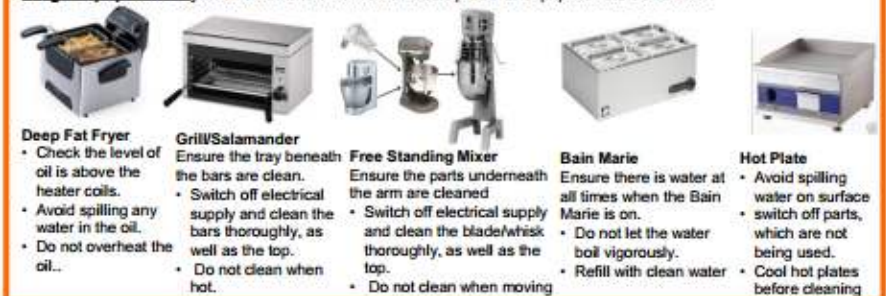 Deep Fat Fryer
• Check the level of
oil is above the
heater coils.
• Avoid spilling any
water in the oil.
• Do not overheat the
oil..
Grill/Salamander
Ensure the tray beneath
the bars are clean.
• Switch off electrical
supply and clean the
bars thoroughly, as
well as the top.
• Do not clean when
hot.
Free Standing Mixer
Ensure the parts underneath
the arm are cleaned
• Switch off electrical supply
and clean the blade/whisk
thoroughly, as well as the
top.
• Do not clean when moving
Bain Marie
Ensure there is water at
all times when the Bain
Marie is on.
• Do not let the water
boil vigorously.
• Refill with clean water
Hot Plate
• Avoid spilling
water on surface
• switch off parts,
which are not
being used.
• Cool hot plates
before cleaning